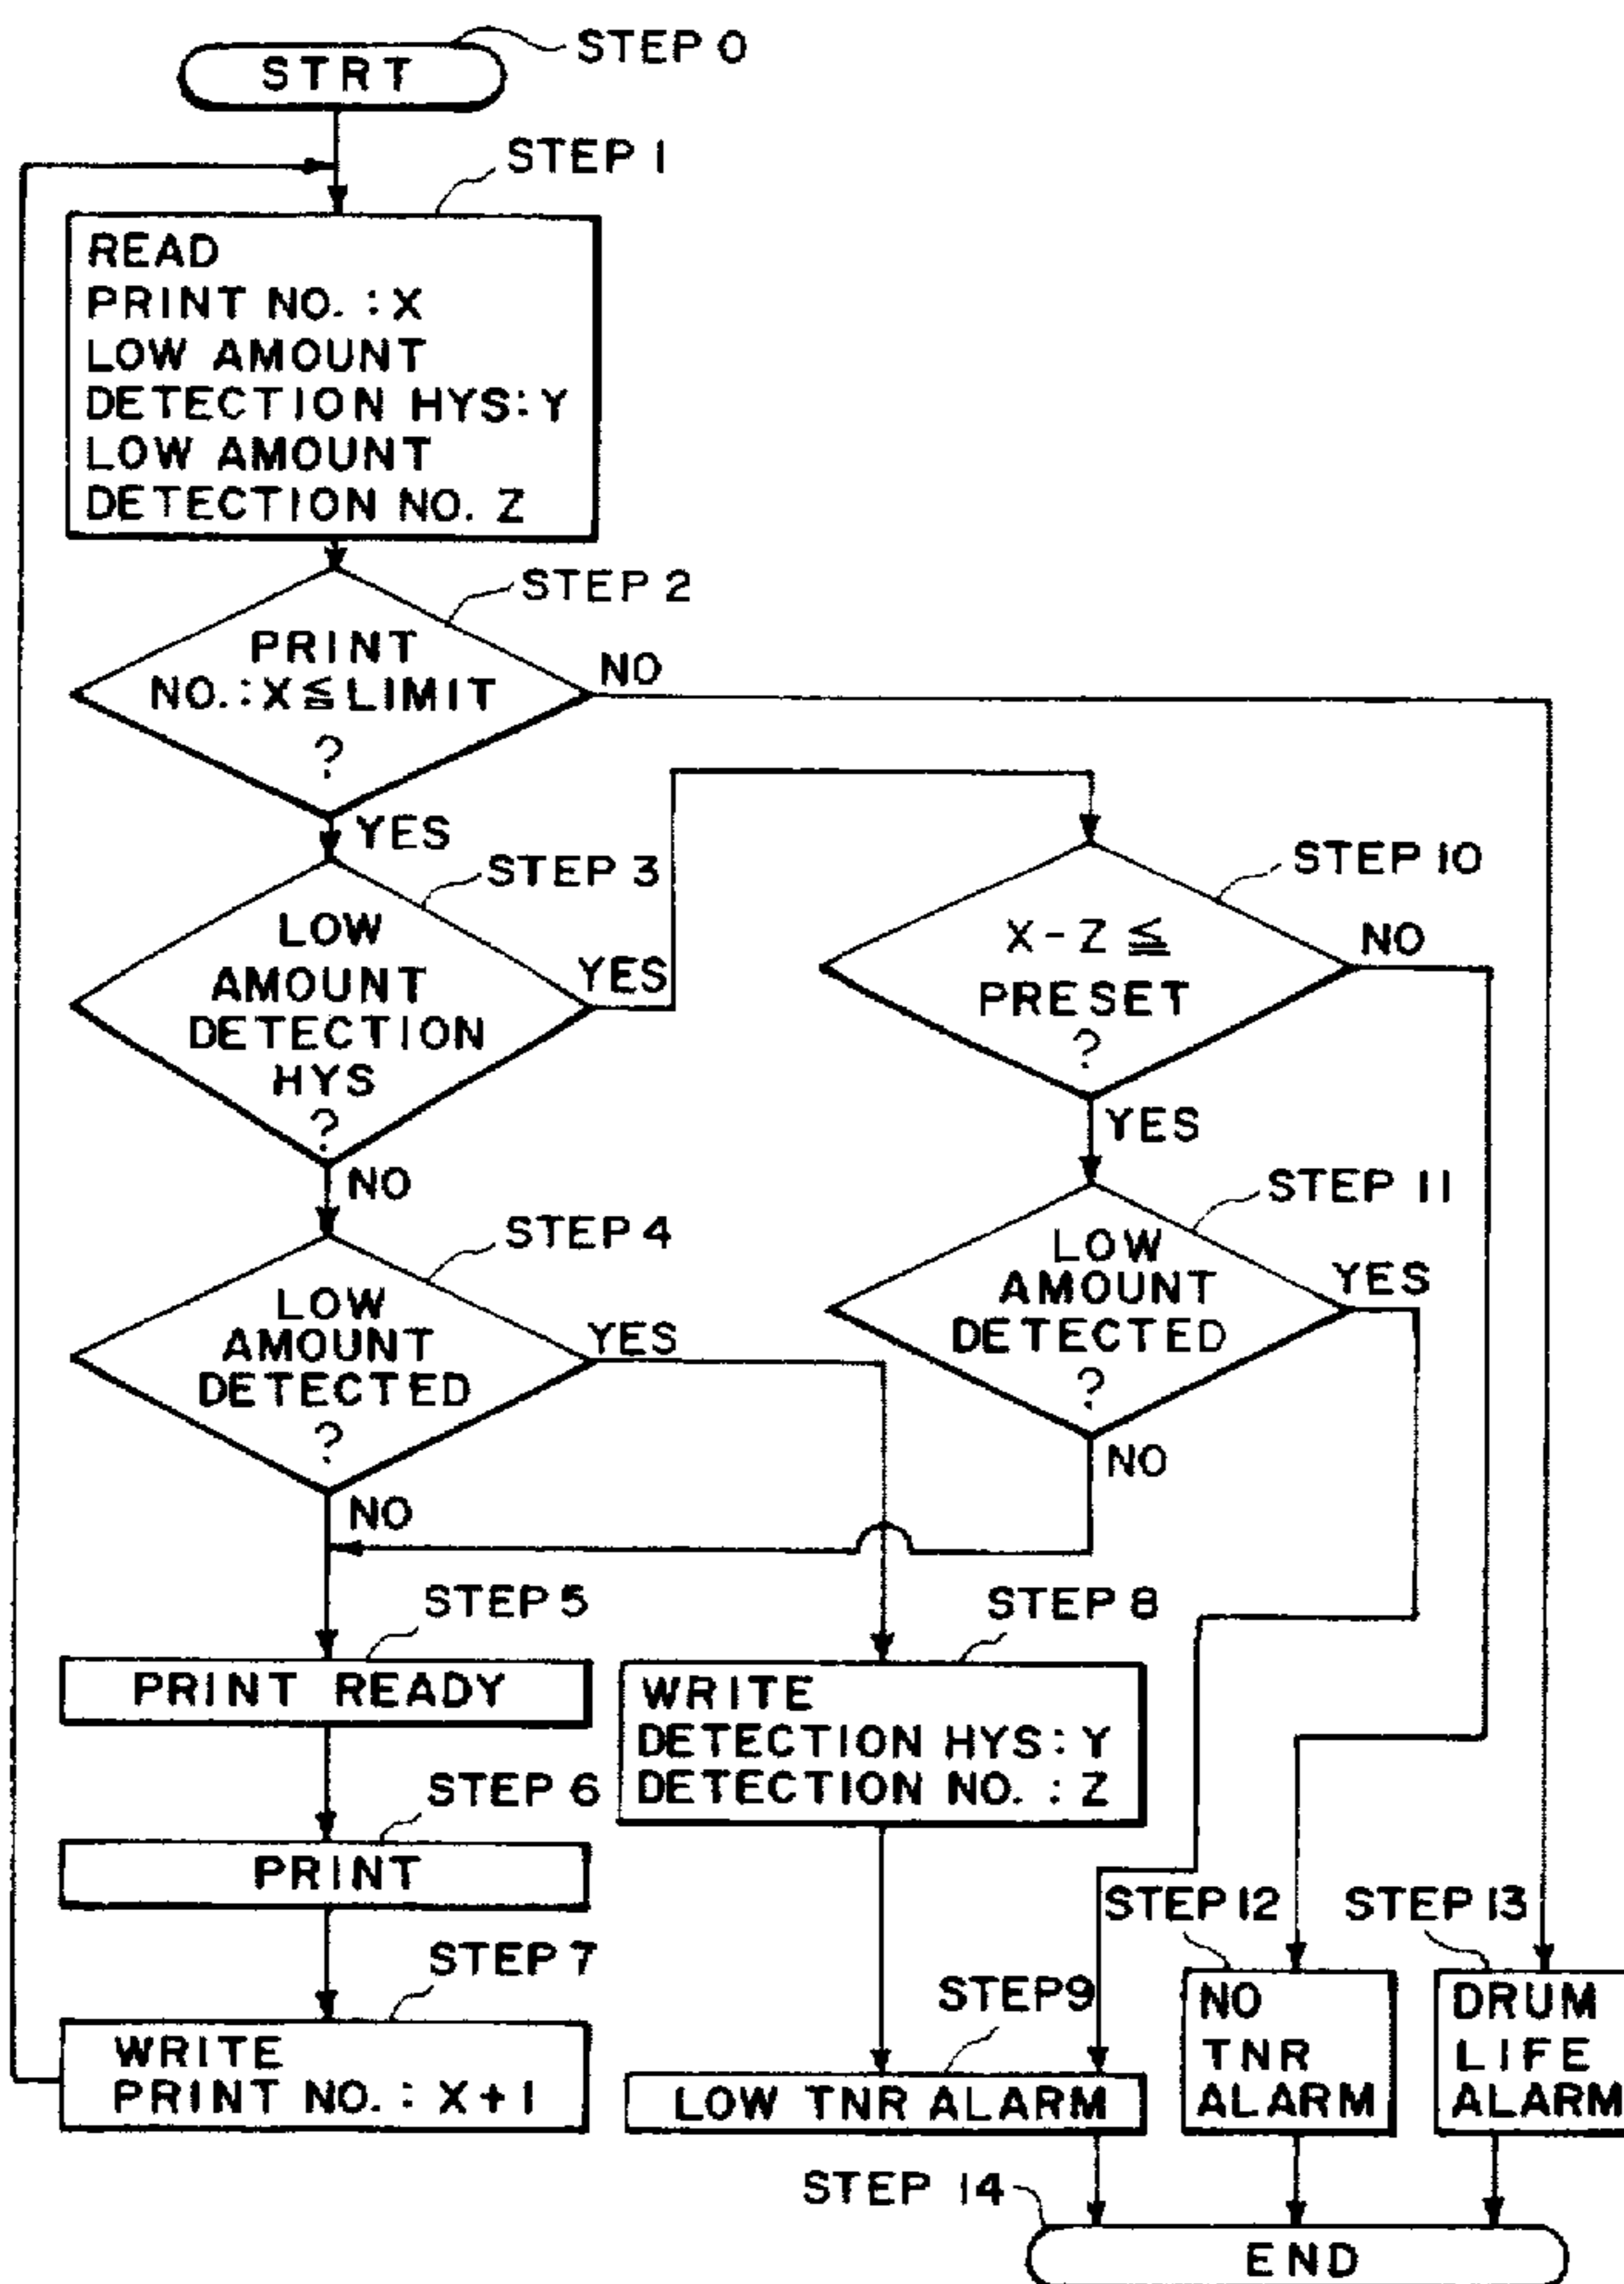 STEP 0
STRT
STEP 1
READ
PRINT NO. : X
LOW AMOUNT
DETECTION HYS: Y
LOW AMOUNT
DETECTION NO. Z
STEP 2
PRINT
NO. : X ≦ LIMIT
?
NO
YES
STEP 3
LOW
AMOUNT
DETECTION
HYS
?
YES
NO
STEP 10
X - Z ≦
PRESET
?
NO
YES
STEP 4
LOW
AMOUNT
DETECTED
?
YES
NO
STEP 11
LOW
AMOUNT
DETECTED
?
YES
NO
STEP 5
PRINT READY
STEP 8
WRITE
DETECTION HYS : Y
DETECTION NO. : Z
STEP 6
PRINT
STEP 7
WRITE
PRINT NO. : X + 1
STEP 9
LOW TNR ALARM
STEP 12
NO
TNR
ALARM
STEP 13
DRUM
LIFE
ALARM
STEP 14
END